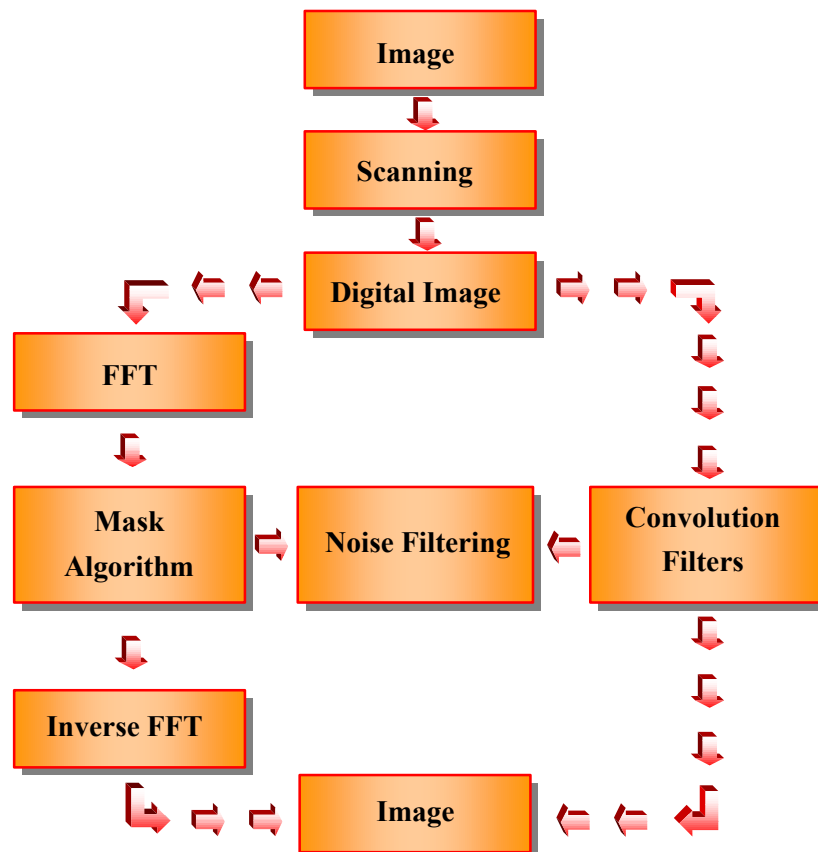 Image
Scanning
Digital Image
FFT
Mask
Algorithm
Noise Filtering
Convolution
Filters
Inverse FFT
Image